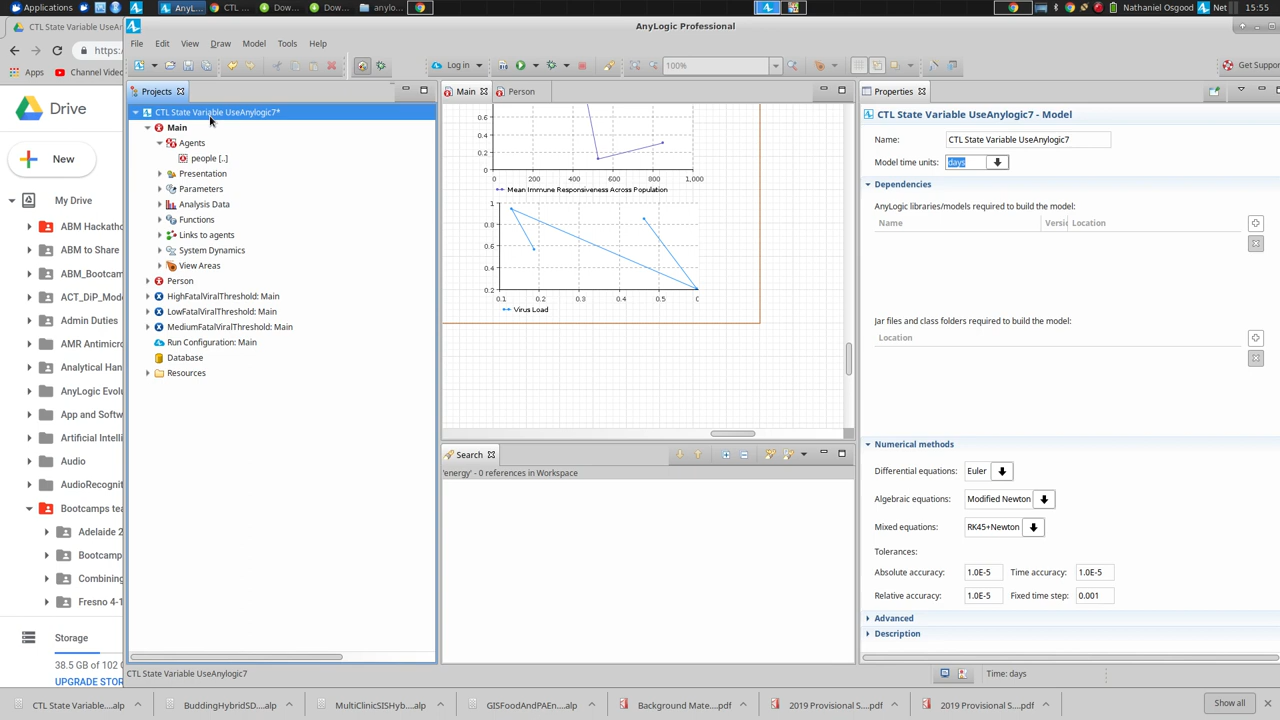 Applications
AnyL...
CTL ...
Dow...
Dow...
anylo...
15:55
Nathaniel Osgood
Net
CTL State Variable UseAn
https:
Apps
Channel Video
Drive
New
My Drive
ABM Hackatho
ABM to Share
ABM_Bootcam
ACT_DiP_Mode
Admin Duties
AMR Antimicro
Analytical Han
AnyLogic Evolu
App and Softw
Artificial Intelli
Audio
AudioRecognit
Bootcamps tea
Adelaide 2
Bootcamp
Combining
Fresno 4-1
Storage
38.5 GB of 102 G
UPGRADE STOR
AnyLogic Professional
File Edit View Draw Model Tools Help
Log in
100%
Get Suppor
Projects
CTL State Variable UseAnylogic7*
Main
Agents
people [..]
Presentation
Parameters
Analysis Data
Functions
Links to agents
System Dynamics
View Areas
Person
HighFatalViralThreshold: Main
LowFatalViralThreshold: Main
MediumFatalViralThreshold: Main
Run Configuration: Main
Database
Resources
Main
Person
0.6
0.4
0.2
0
0 200 400 600 800 1,000
Mean Immune Responsiveness Across Population
1
0.8
0.6
0.4
0.2
0.1 0.2 0.3 0.4 0.5 0
Virus Load
Search
'energy' - 0 references in Workspace
Properties
CTL State Variable UseAnylogic7 - Model
Name: CTL State Variable UseAnylogic7
Model time units: days
Dependencies
AnyLogic libraries/models required to build the model:
Name Versic Location
Jar files and class folders required to build the model:
Location
Numerical methods
Differential equations: Euler
Algebraic equations: Modified Newton
Mixed equations: RK45+Newton
Tolerances:
Absolute accuracy: 1.0E-5 Time accuracy: 1.0E-5
Relative accuracy: 1.0E-5 Fixed time step: 0.001
Advanced
Description
CTL State Variable UseAnylogic7
Time: days
CTL State Variable....alp
BuddingHybridSD....alp
MultiClinicSISHyb...alp
GISFoodAndPAEn....alp
Background Mate....pdf
2019 Provisional S....pdf
2019 Provisional S....pdf
Show all